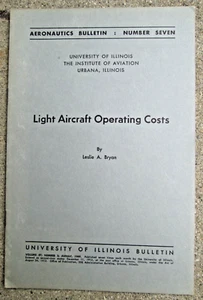 AERONAUTICS BULLETIN : NUMBER SEVEN
UNIVERSITY OF ILLINOIS
THE INSTITUTE OF AVIATION
URBANA, ILLINOIS
Light Aircraft Operating Costs
By
Leslie A. Bryan
UNIVERSITY OF ILLINOIS BULLETIN